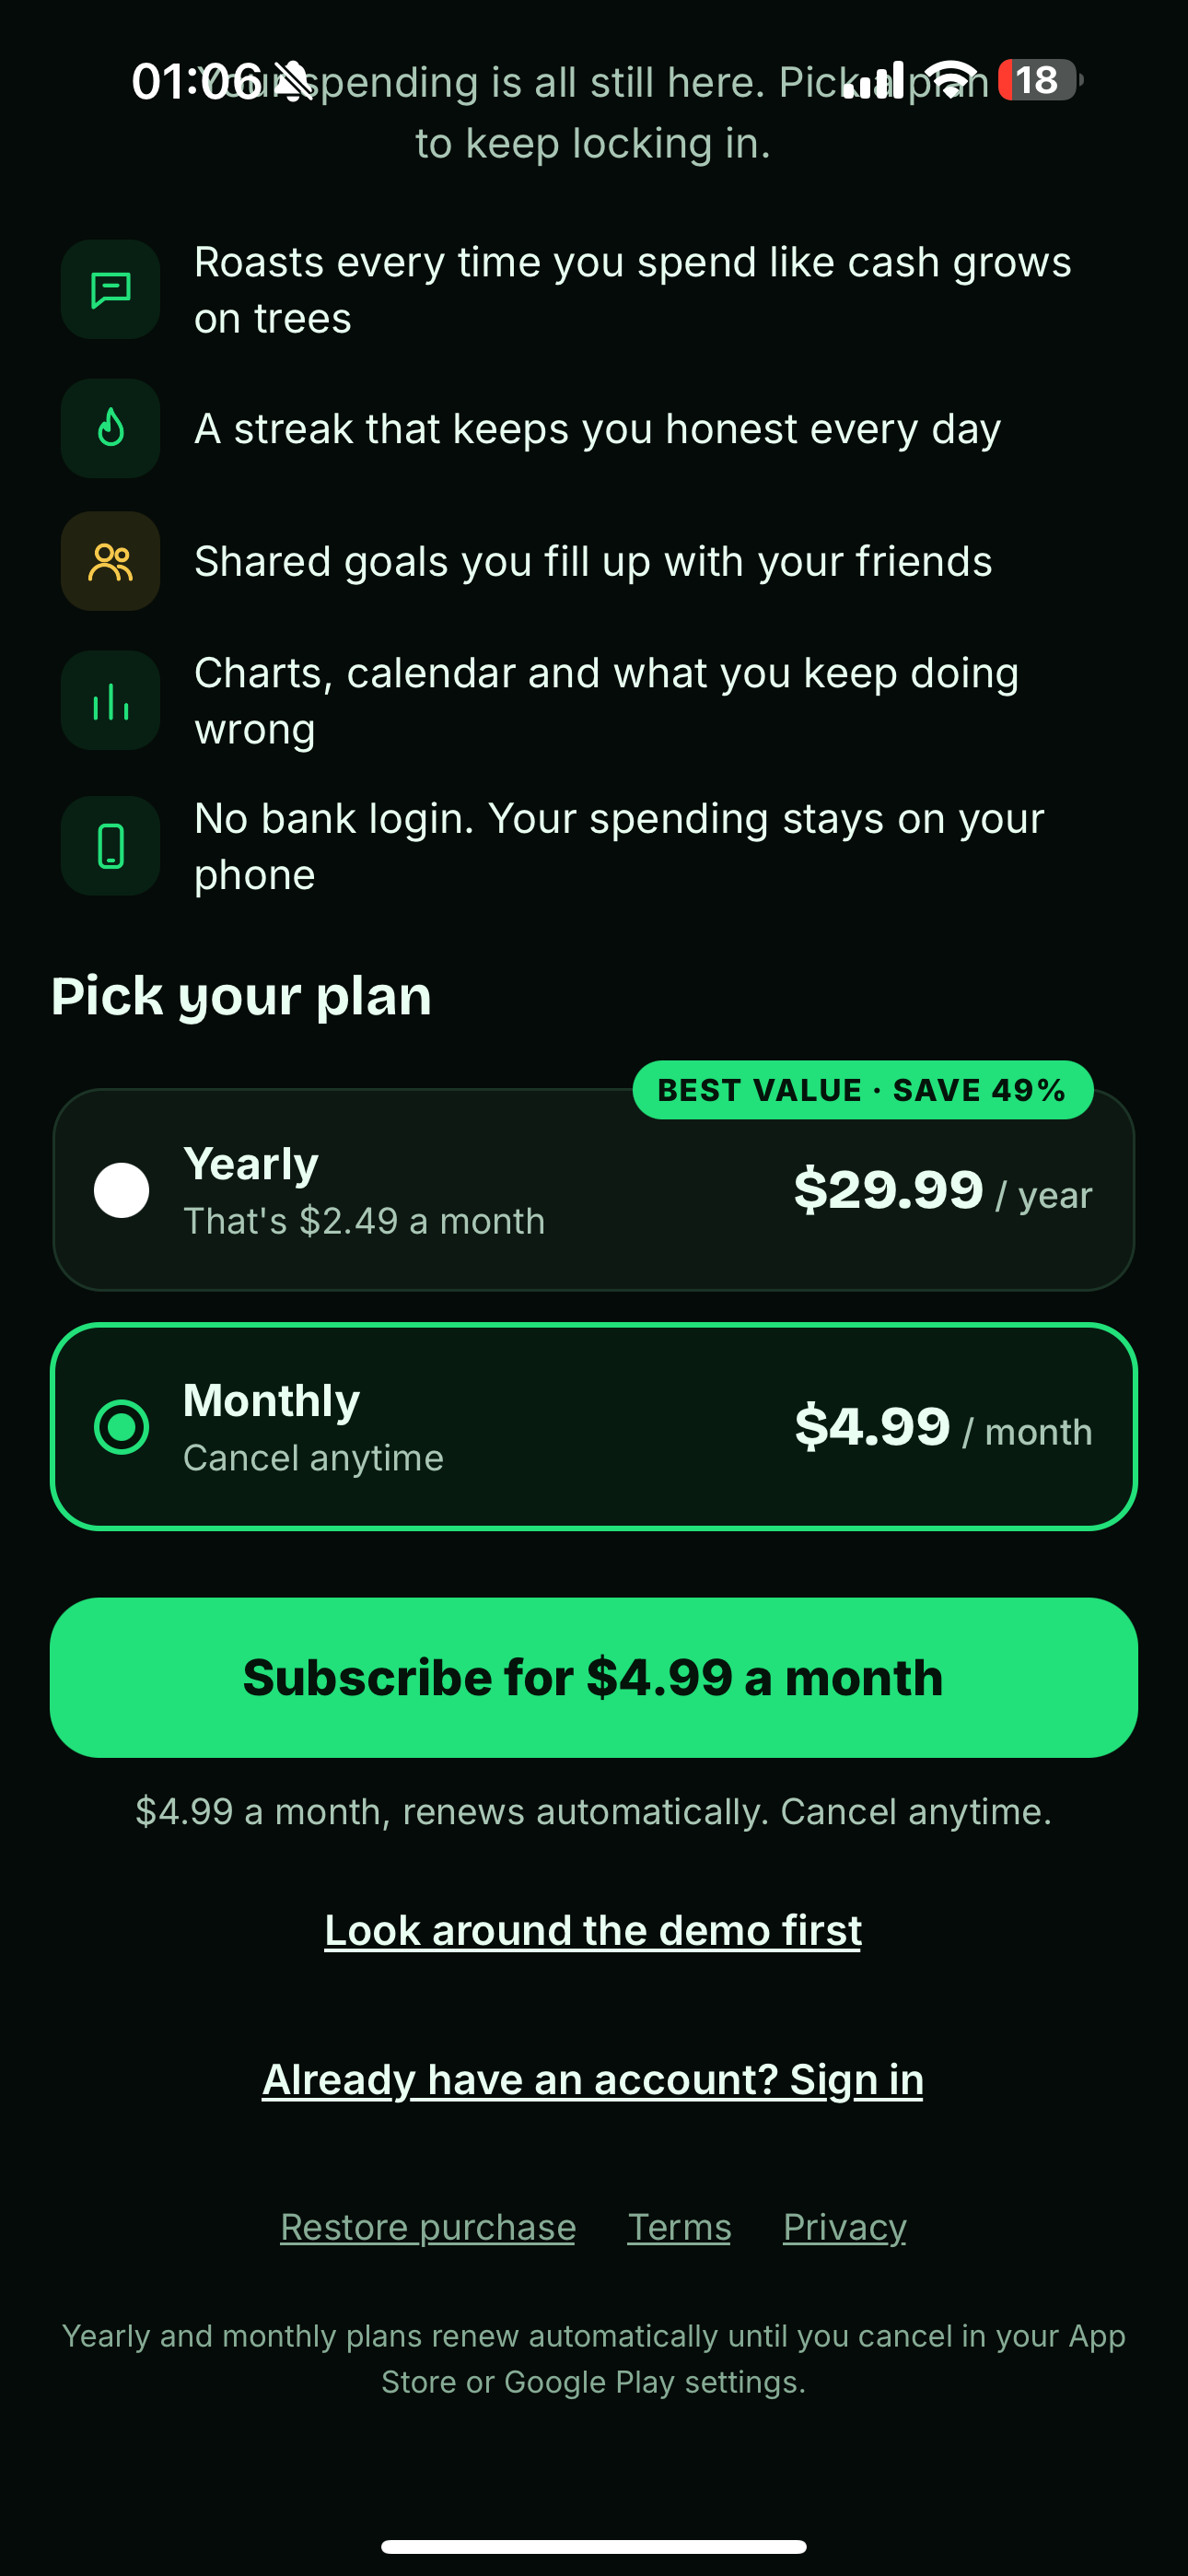 01:06
18
Your spending is all still here. Pick a plan
to keep locking in.
Roasts every time you spend like cash grows
on trees
A streak that keeps you honest every day
Shared goals you fill up with your friends
Charts, calendar and what you keep doing
wrong
No bank login. Your spending stays on your
phone
Pick your plan
BEST VALUE · SAVE 49%
Yearly
$29.99 / year
That's $2.49 a month
Monthly
$4.99 / month
Cancel anytime
Subscribe for $4.99 a month
$4.99 a month, renews automatically. Cancel anytime.
Look around the demo first
Already have an account? Sign in
Restore purchase Terms Privacy
Yearly and monthly plans renew automatically until you cancel in your App
Store or Google Play settings.